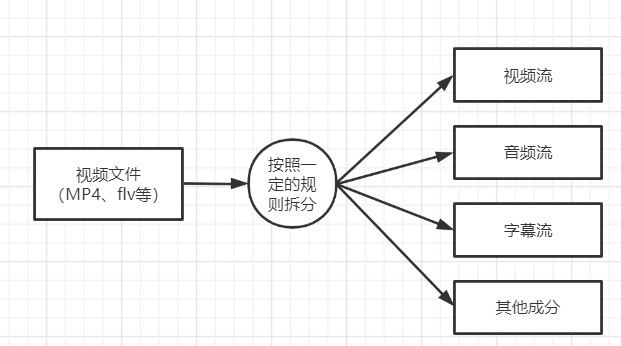 视频文件
（MP4、flv等）
按照一
定的规
则拆分
视频流
音频流
字幕流
其他成分